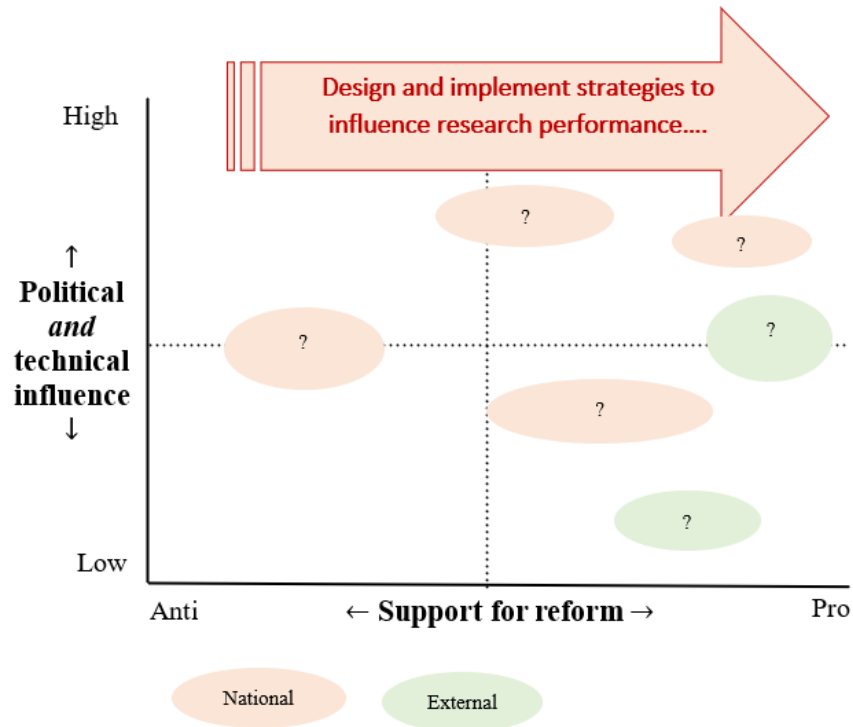 Design and implement strategies to
influence research performance....
High
?
?
↑
Political
and
technical
influence
↓
?
?
?
?
Low
Anti
← Support for reform →
Pro
National
External